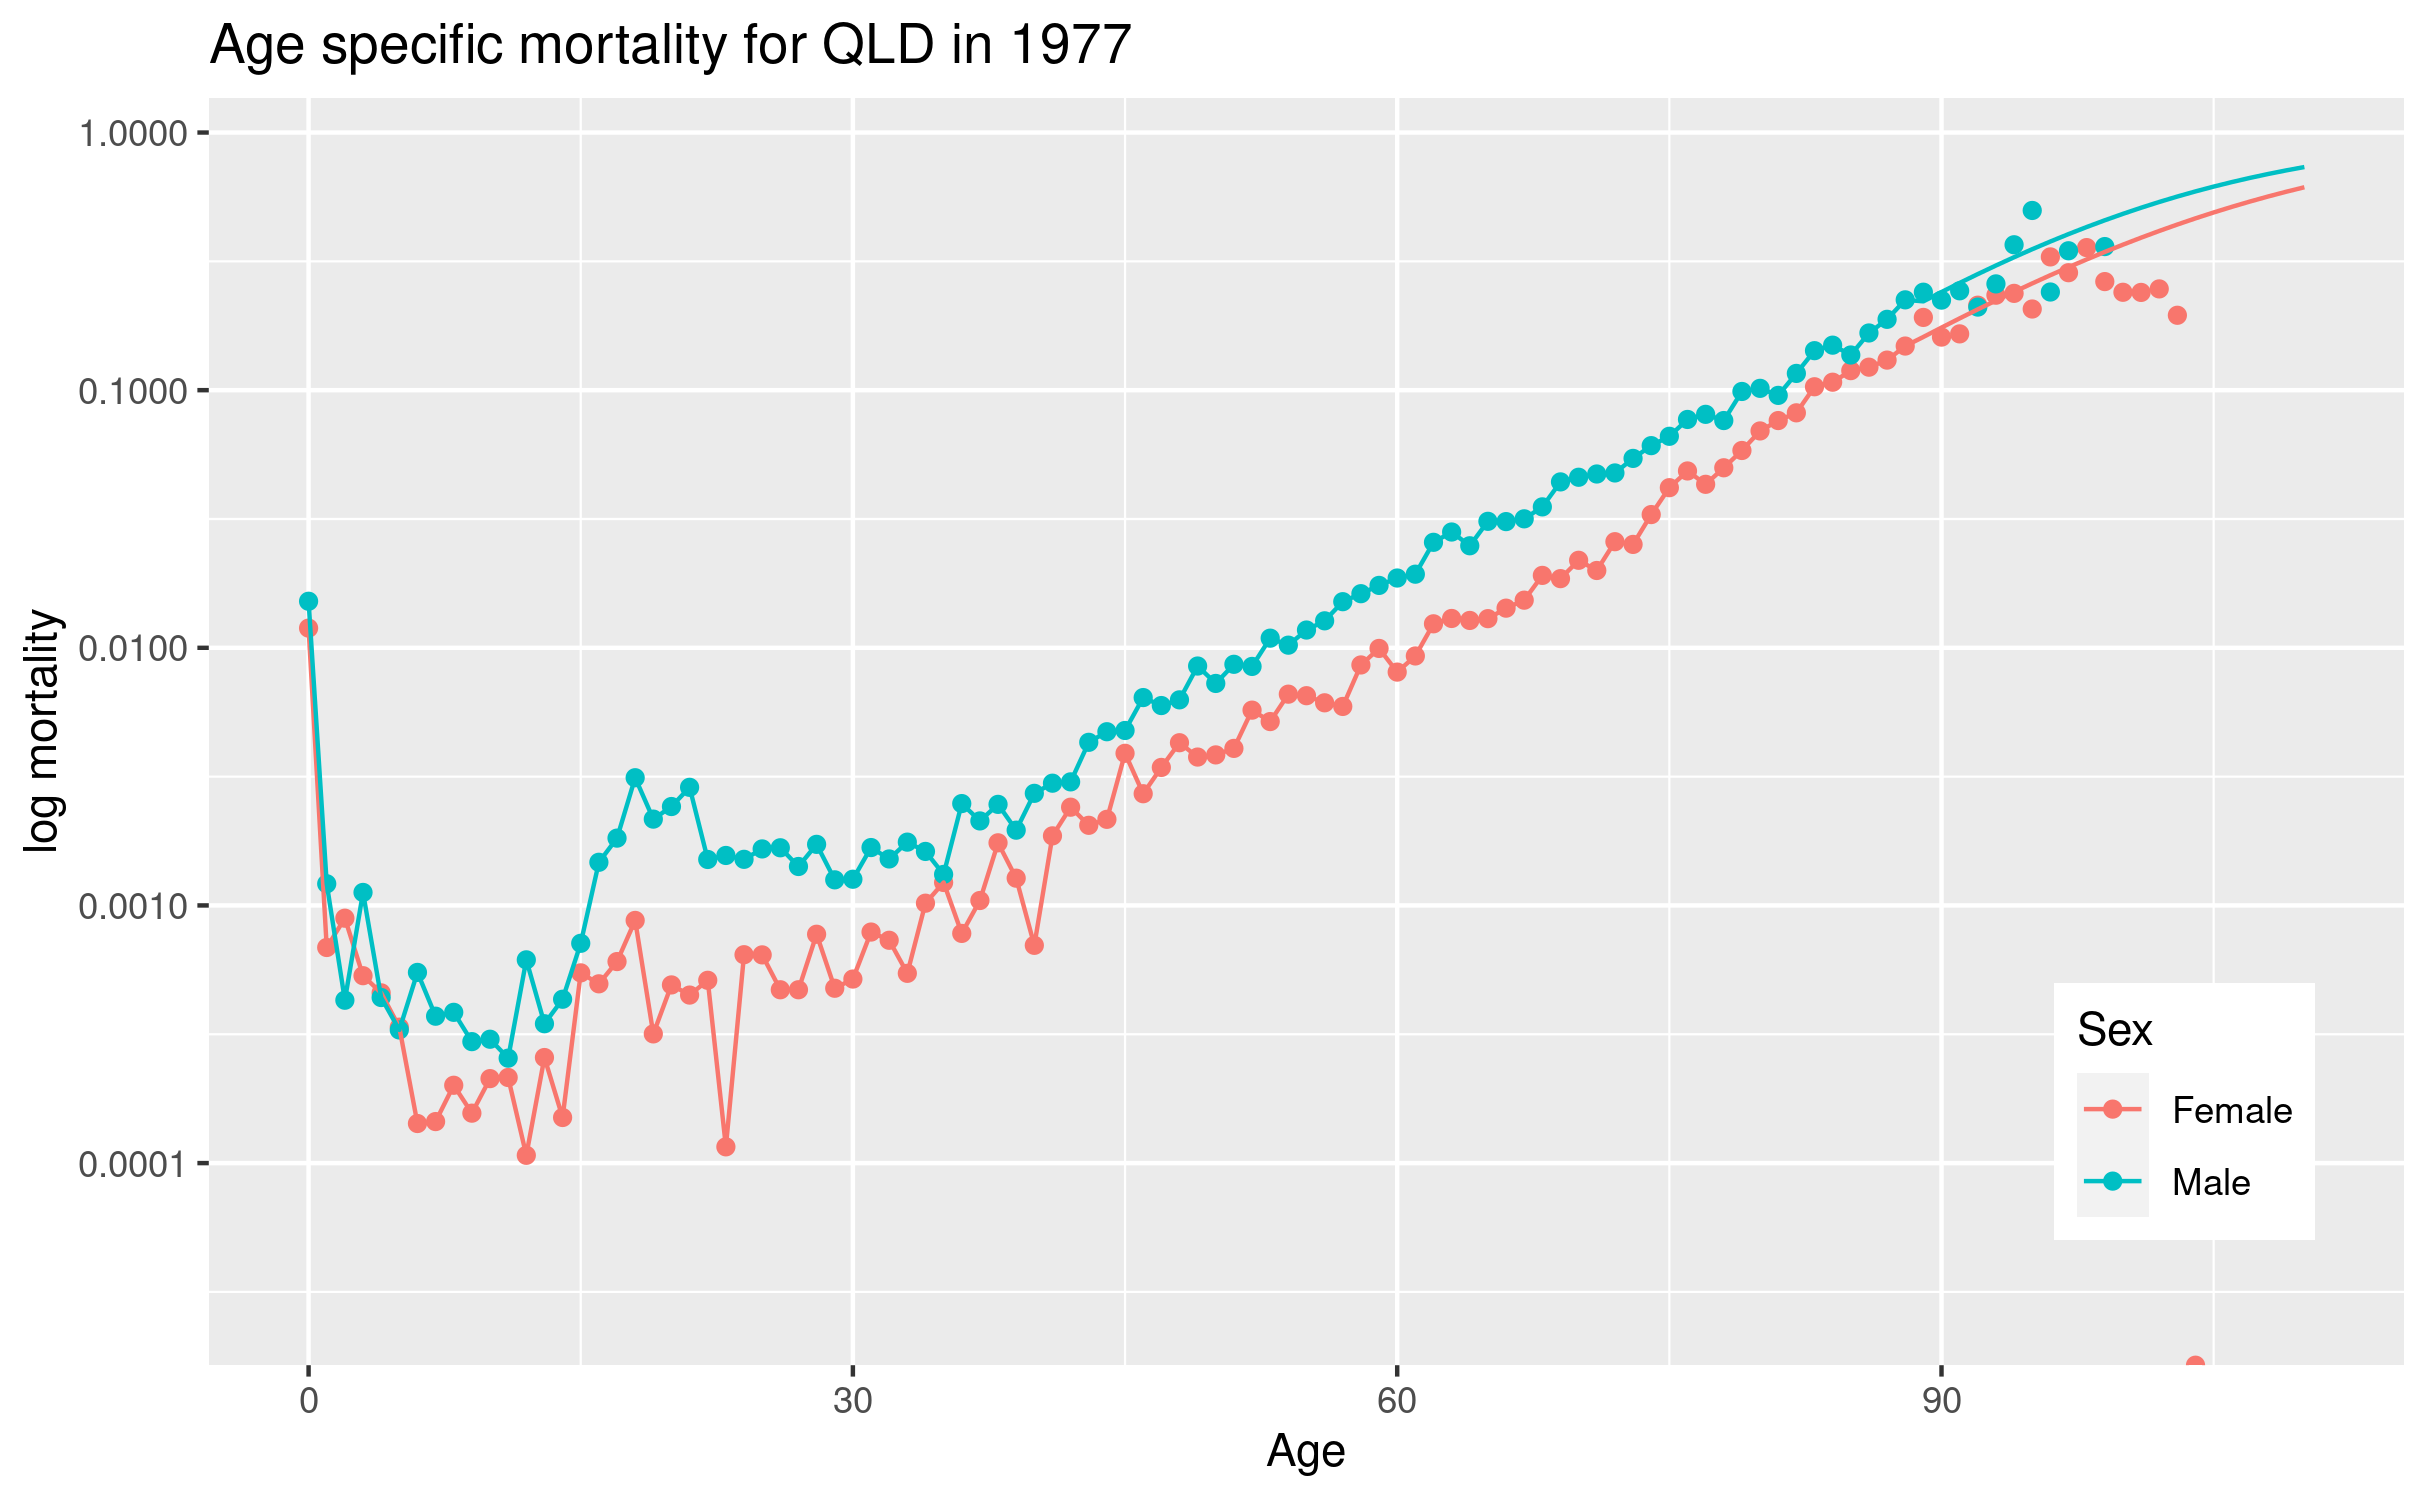 Age specific mortality for QLD in 1977
1.0000
0.1000
0.0100
0.0010
0.0001
log mortality
0 30 60 90
Age
Sex
Female
Male